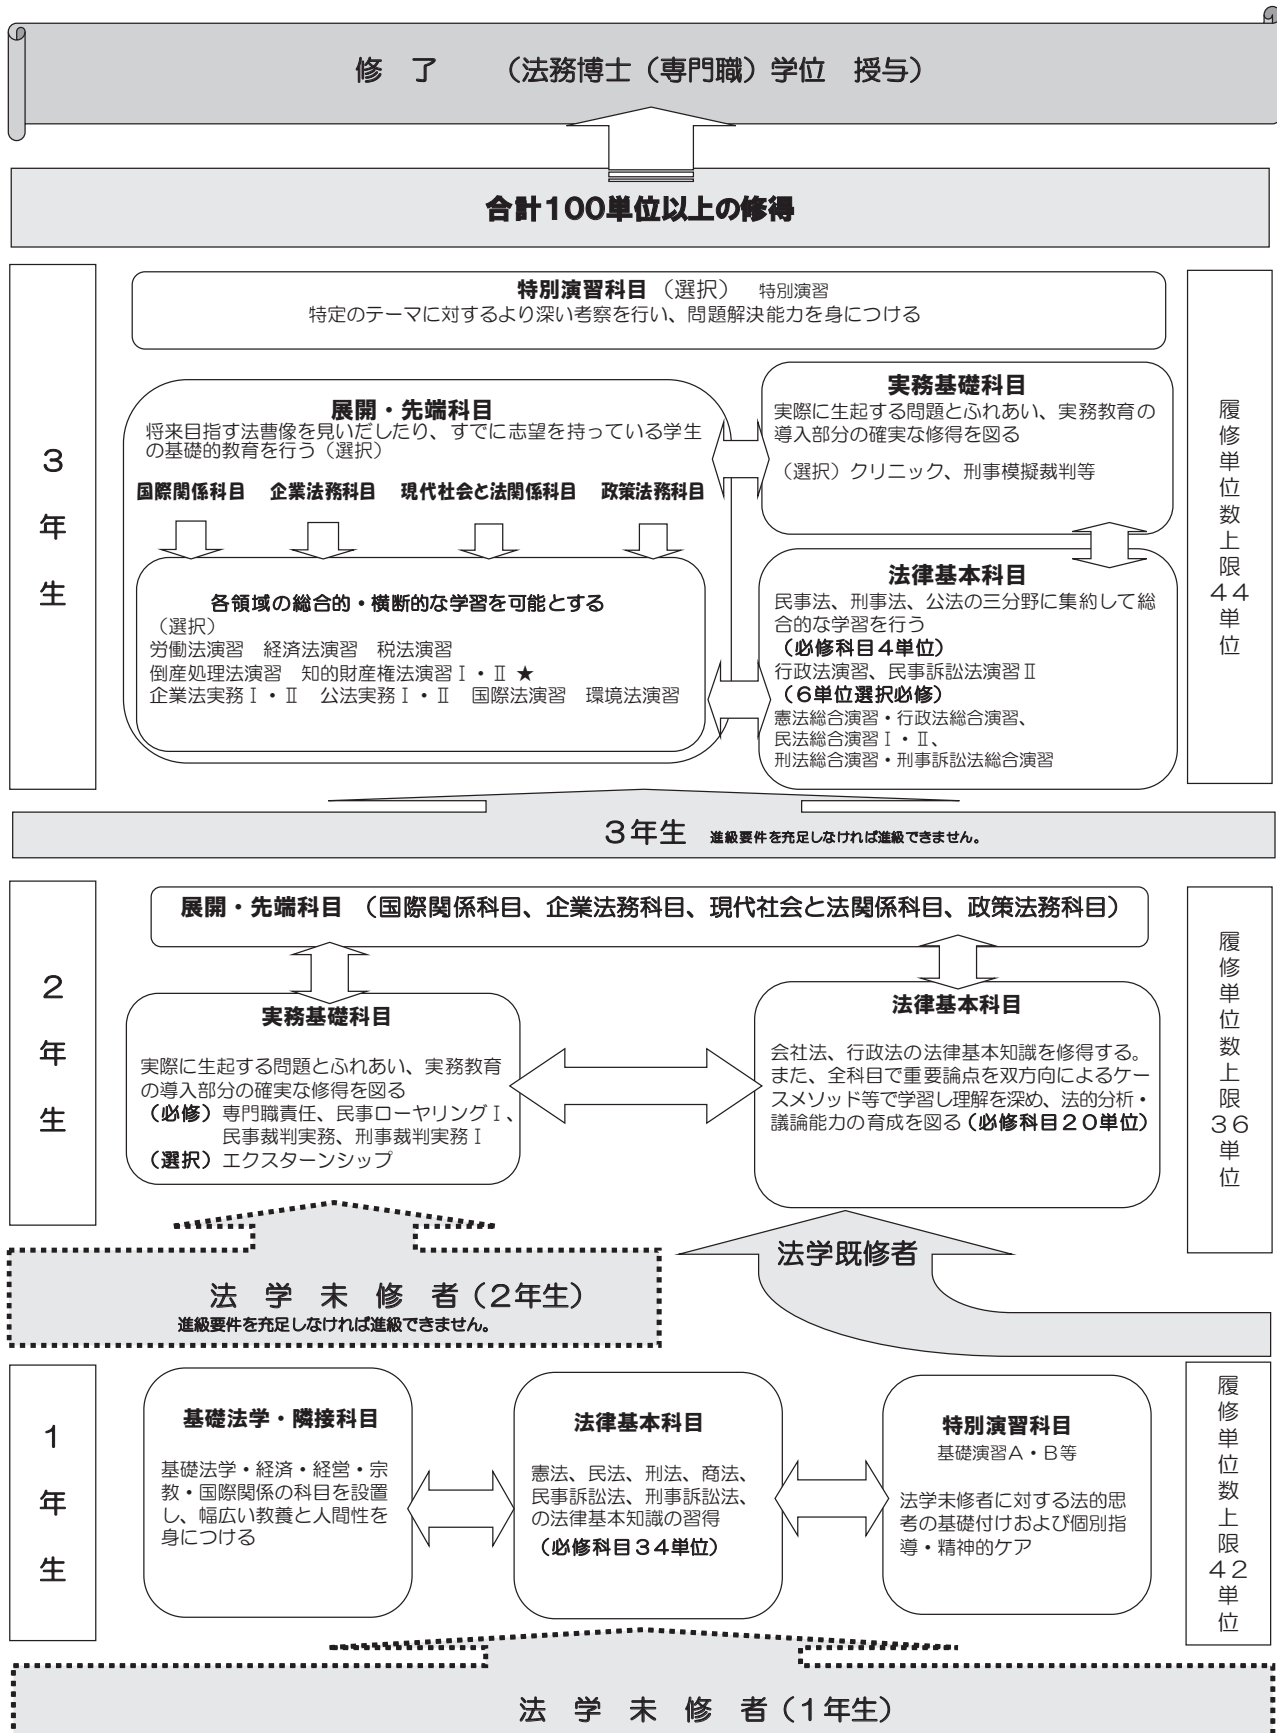 修 了 （法務博士（専門職）学位 授与）
合計１００単位以上の修得
３年生
特別演習科目（選択） 特別演習
特定のテーマに対するより深い考察を行い、問題解決能力を身につける
展開・先端科目
将来目指す法曹像を見いだしたり、すでに志望を持っている学生
の基礎的教育を行う（選択）
国際関係科目 企業法務科目 現代社会と法関係科目 政策法務科目
各領域の総合的・横断的な学習を可能とする
（選択）
労働法演習 経済法演習 税法演習
倒産処理法演習 知的財産権法演習Ⅰ・Ⅱ ★
企業法実務Ⅰ・Ⅱ 公法実務Ⅰ・Ⅱ 国際法演習 環境法演習
実務基礎科目
実際に生起する問題とふれあい、実務教育の
導入部分の確実な修得を図る
（選択）クリニック、刑事模擬裁判等
法律基本科目
民事法、刑事法、公法の三分野に集約して総
合的な学習を行う
（必修科目４単位）
行政法演習、民事訴訟法演習Ⅱ
（６単位選択必修）
憲法総合演習・行政法総合演習、
民法総合演習Ⅰ・Ⅱ、
刑法総合演習・刑事訴訟法総合演習
履修単位数上限４４単位
３年生 進級要件を充足しなければ進級できません。
２年生
展開・先端科目（国際関係科目、企業法務科目、現代社会と法関係科目、政策法務科目）
実務基礎科目
実際に生起する問題とふれあい、実務教育
の導入部分の確実な修得を図る
（必修）専門職責任、民事ローヤリングⅠ、
民事裁判実務、刑事裁判実務Ⅰ
（選択）エクスターンシップ
法律基本科目
会社法、行政法の法律基本知識を修得する。
また、全科目で重要論点を双方向によるケー
スメソッド等で学習し理解を深め、法的分析・
議論能力の育成を図る（必修科目２０単位）
履修単位数上限３６単位
法学既修者
法 学 未 修 者（２年生）
進級要件を充足しなければ進級できません。
１年生
基礎法学・隣接科目
基礎法学・経済・経営・宗
教・国際関係の科目を設置
し、幅広い教養と人間性を
身につける
法律基本科目
憲法、民法、刑法、商法、
民事訴訟法、刑事訴訟法、
の法律基本知識の習得
（必修科目３４単位）
特別演習科目
基礎演習Ａ・Ｂ等
法学未修者に対する法的思
考の基礎付けおよび個別指
導・精神的ケア
履修単位数上限４２単位
法 学 未 修 者（１年生）